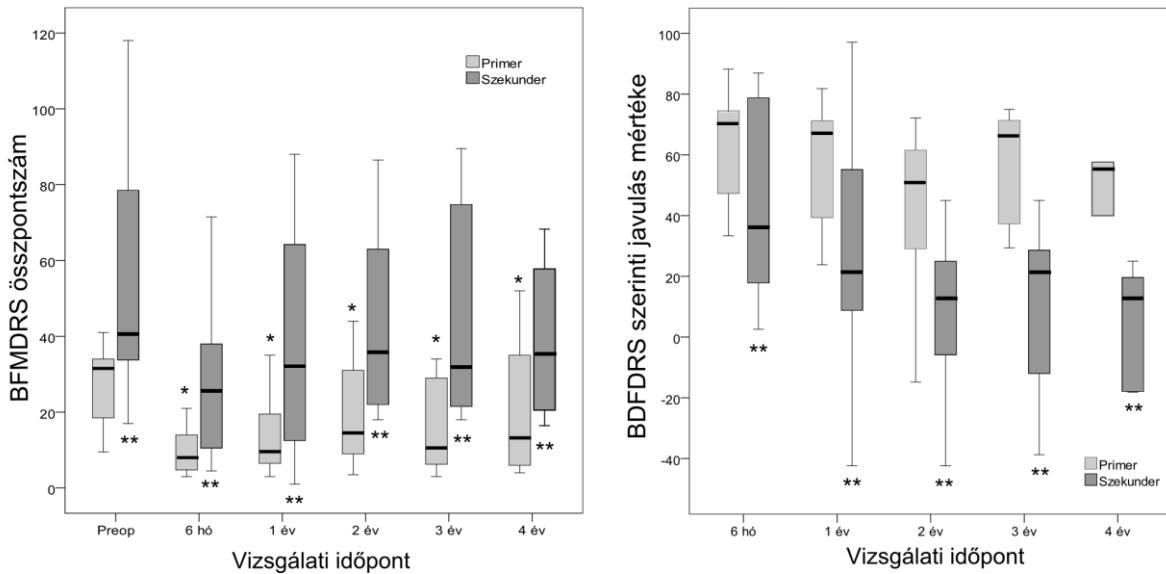 BFMDRS összpontszám
120
100
80
60
40
20
0
Primer
Szekunder
*
*
*
*
*
**
**
**
**
**
**
Preop
6 hó
1 év
2 év
3 év
4 év
Vizsgálati időpont
BDFDRS szerinti javulás mértéke
100
80
60
40
20
0
-20
-40
**
**
**
**
**
Primer
Szekunder
6 hó
1 év
2 év
3 év
4 év
Vizsgálati időpont